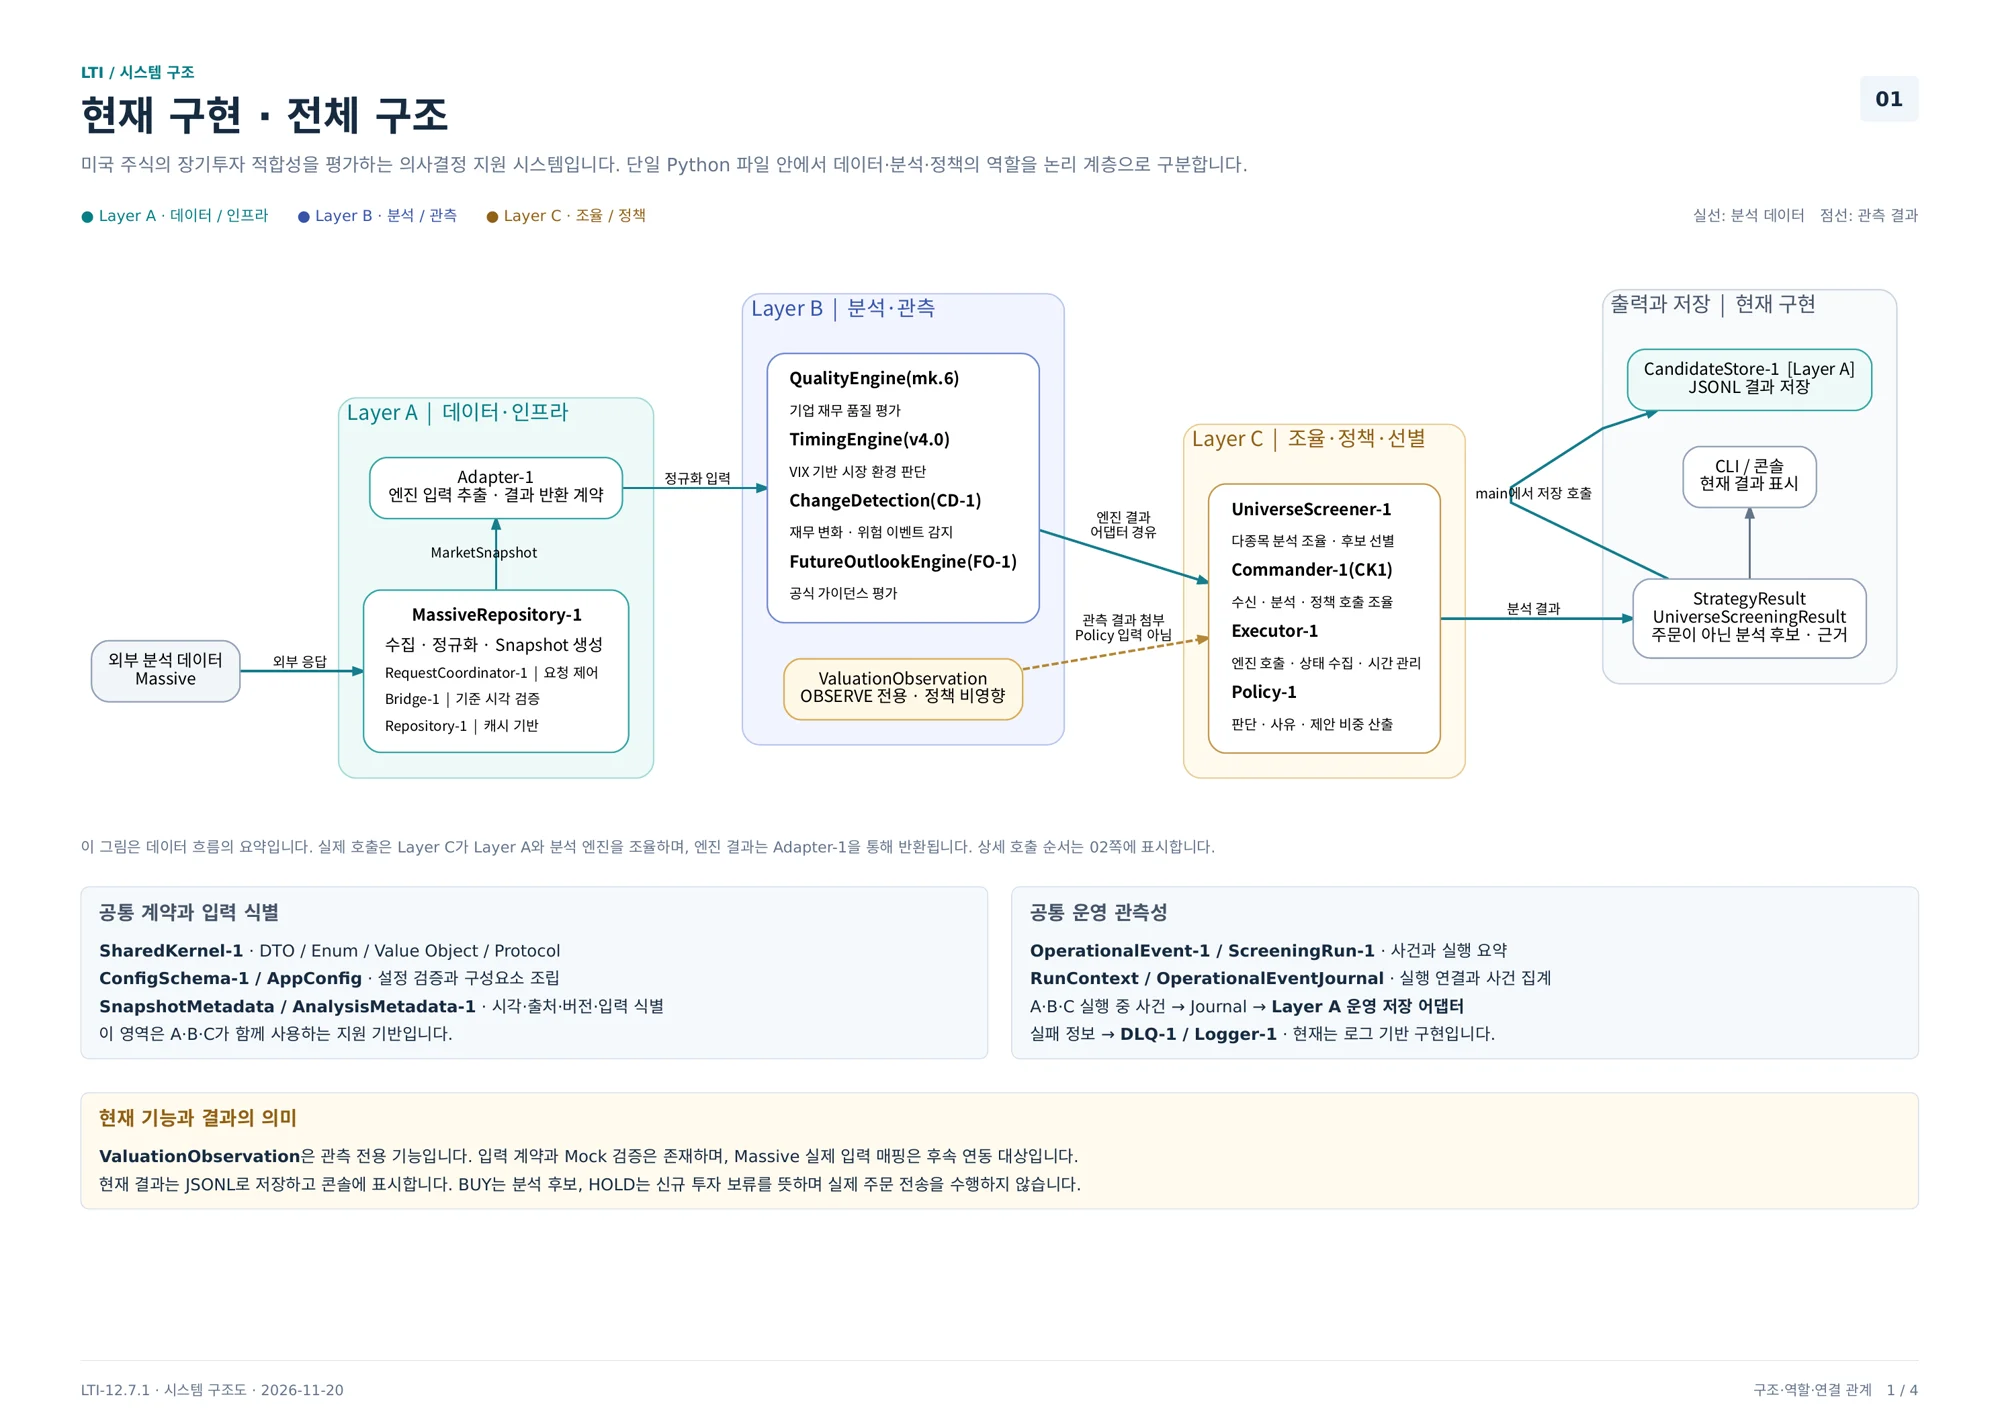 LTI / 시스템 구조
현재 구현 · 전체 구조
01
미국 주식의 장기투자 적합성을 평가하는 의사결정 지원 시스템입니다. 단일 Python 파일 안에서 데이터·분석·정책의 역할을 논리 계층으로 구분합니다.
● Layer A · 데이터 / 인프라 ● Layer B · 분석 / 관측 ● Layer C · 조율 / 정책
실선: 분석 데이터 점선: 관측 결과
외부 분석 데이터
Massive
외부 응답
Layer A | 데이터·인프라
Adapter-1
엔진 입력 추출 · 결과 반환 계약
MarketSnapshot
MassiveRepository-1
수집 · 정규화 · Snapshot 생성
RequestCoordinator-1 | 요청 제어
Bridge-1 | 기준 시각 검증
Repository-1 | 캐시 기반
정규화 입력
Layer B | 분석·관측
QualityEngine(mk.6)
기업 재무 품질 평가
TimingEngine(v4.0)
VIX 기반 시장 환경 판단
ChangeDetection(CD-1)
재무 변화 · 위험 이벤트 감지
FutureOutlookEngine(FO-1)
공식 가이던스 평가
ValuationObservation
OBSERVE 전용 · 정책 비영향
엔진 결과
어댑터 경유
관측 결과 첨부
Policy 입력 아님
Layer C | 조율·정책·선별
UniverseScreener-1
다종목 분석 조율 · 후보 선별
Commander-1(CK1)
수신 · 분석 · 정책 호출 조율
Executor-1
엔진 호출 · 상태 수집 · 시간 관리
Policy-1
판단 · 사유 · 제안 비중 산출
main에서 저장 호출
분석 결과
출력과 저장 | 현재 구현
CandidateStore-1 [Layer A]
JSONL 결과 저장
CLI / 콘솔
현재 결과 표시
StrategyResult
UniverseScreeningResult
주문이 아닌 분석 후보 · 근거
이 그림은 데이터 흐름의 요약입니다. 실제 호출은 Layer C가 Layer A와 분석 엔진을 조율하며, 엔진 결과는 Adapter-1을 통해 반환됩니다. 상세 호출 순서는 02쪽에 표시합니다.
공통 계약과 입력 식별
SharedKernel-1 · DTO / Enum / Value Object / Protocol
ConfigSchema-1 / AppConfig · 설정 검증과 구성요소 조립
SnapshotMetadata / AnalysisMetadata-1 · 시각·출처·버전·입력 식별
이 영역은 A·B·C가 함께 사용하는 지원 기반입니다.
공통 운영 관측성
OperationalEvent-1 / ScreeningRun-1 · 사건과 실행 요약
RunContext / OperationalEventJournal · 실행 연결과 사건 집계
A·B·C 실행 중 사건 → Journal → Layer A 운영 저장 어댑터
실패 정보 → DLQ-1 / Logger-1 · 현재는 로그 기반 구현입니다.
현재 기능과 결과의 의미
ValuationObservation은 관측 전용 기능입니다. 입력 계약과 Mock 검증은 존재하며, Massive 실제 입력 매핑은 후속 연동 대상입니다.
현재 결과는 JSONL로 저장하고 콘솔에 표시합니다. BUY는 분석 후보, HOLD는 신규 투자 보류를 뜻하며 실제 주문 전송을 수행하지 않습니다.
LTI-12.7.1 · 시스템 구조도 · 2026-11-20
구조·역할·연결 관계 1 / 4